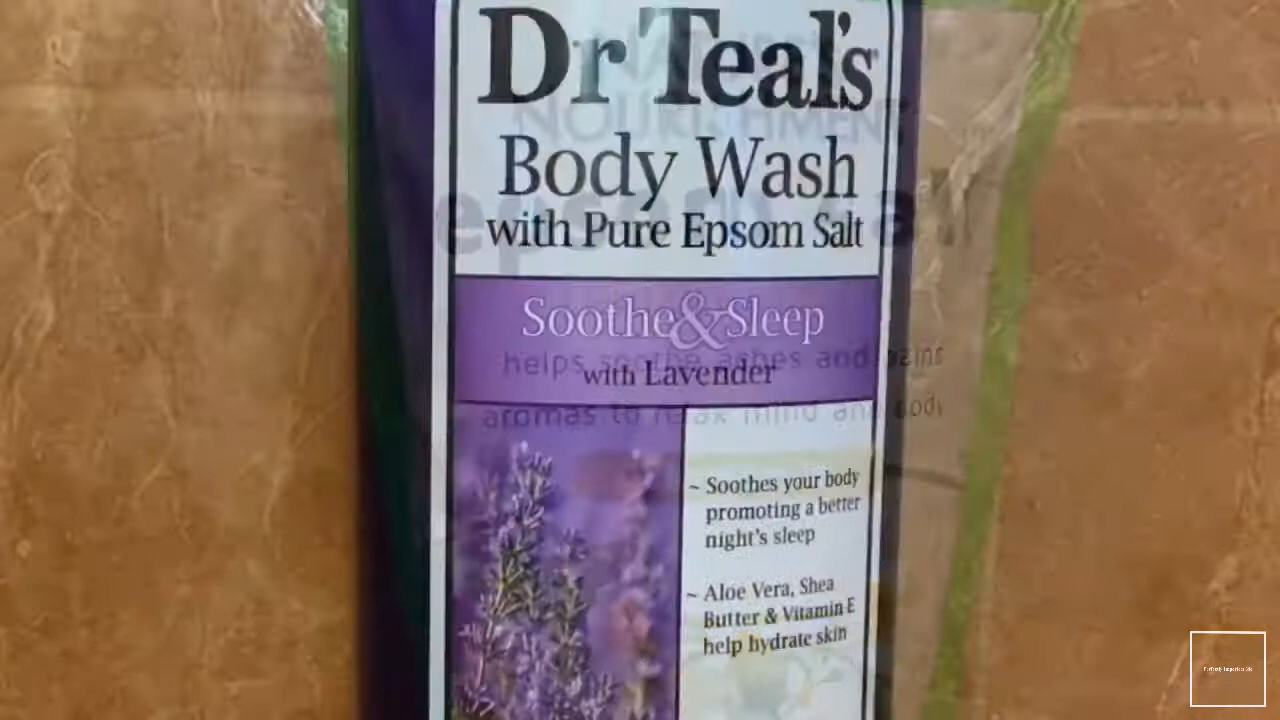 Dr Teal's
NOURISHMENT
Body Wash
with Pure Epsom Salt
Soothe & Sleep
helps soothe aches and pains
with Lavender
aromas to relax mind and body
~ Soothes your body
promoting a better
night's sleep
~ Aloe Vera, Shea
Butter & Vitamin E
help hydrate skin